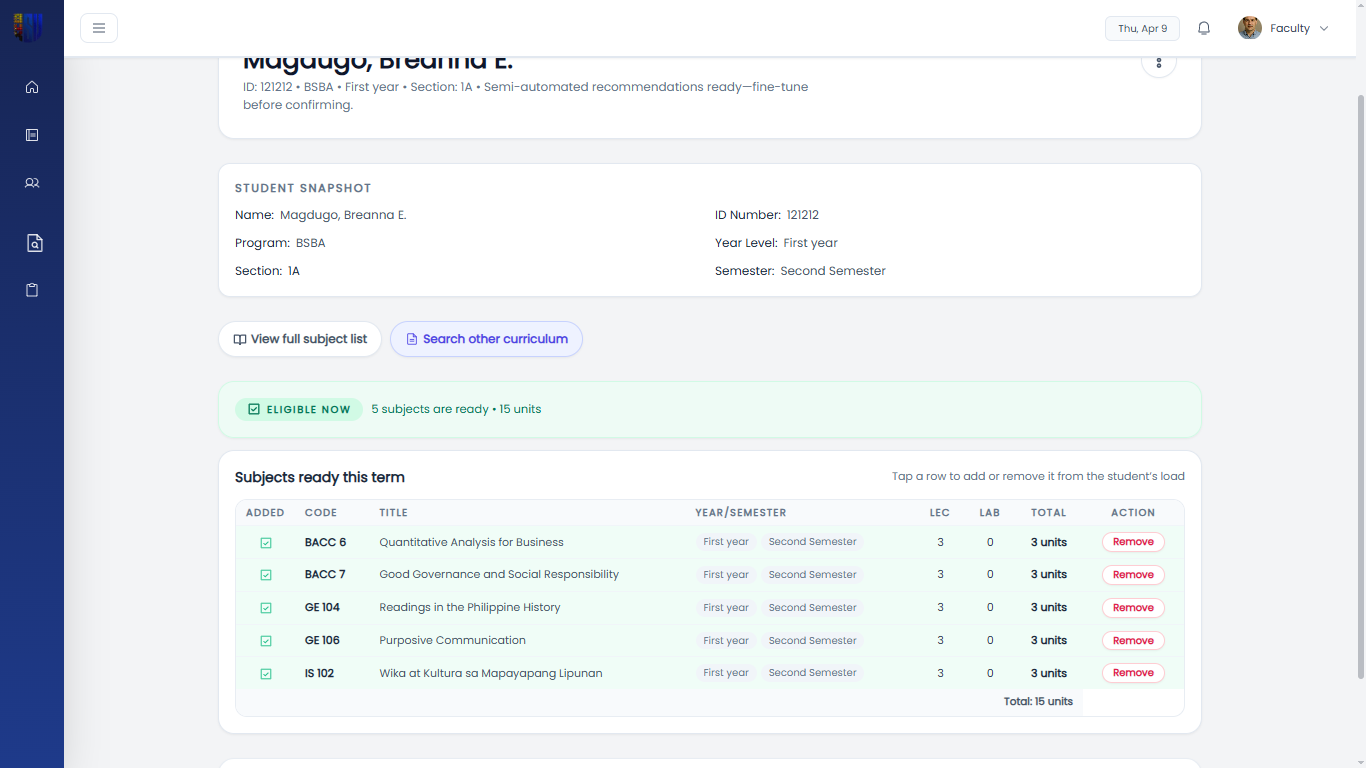 Thu, Apr 9
Faculty
Magdugo, Breanna E.
ID: 121212 • BSBA • First year • Section: 1A • Semi-automated recommendations ready—fine-tune
before confirming.
STUDENT SNAPSHOT
Name: Magdugo, Breanna E.
ID Number: 121212
Program: BSBA
Year Level: First year
Section: 1A
Semester: Second Semester
View full subject list
Search other curriculum
ELIGIBLE NOW 5 subjects are ready • 15 units
Subjects ready this term
Tap a row to add or remove it from the student's load
ADDED CODE TITLE YEAR/SEMESTER LEC LAB TOTAL ACTION
BACC 6 Quantitative Analysis for Business First year Second Semester 3 0 3 units Remove
BACC 7 Good Governance and Social Responsibility First year Second Semester 3 0 3 units Remove
GE 104 Readings in the Philippine History First year Second Semester 3 0 3 units Remove
GE 106 Purposive Communication First year Second Semester 3 0 3 units Remove
IS 102 Wika at Kultura sa Mapayapang Lipunan First year Second Semester 3 0 3 units Remove
Total: 15 units